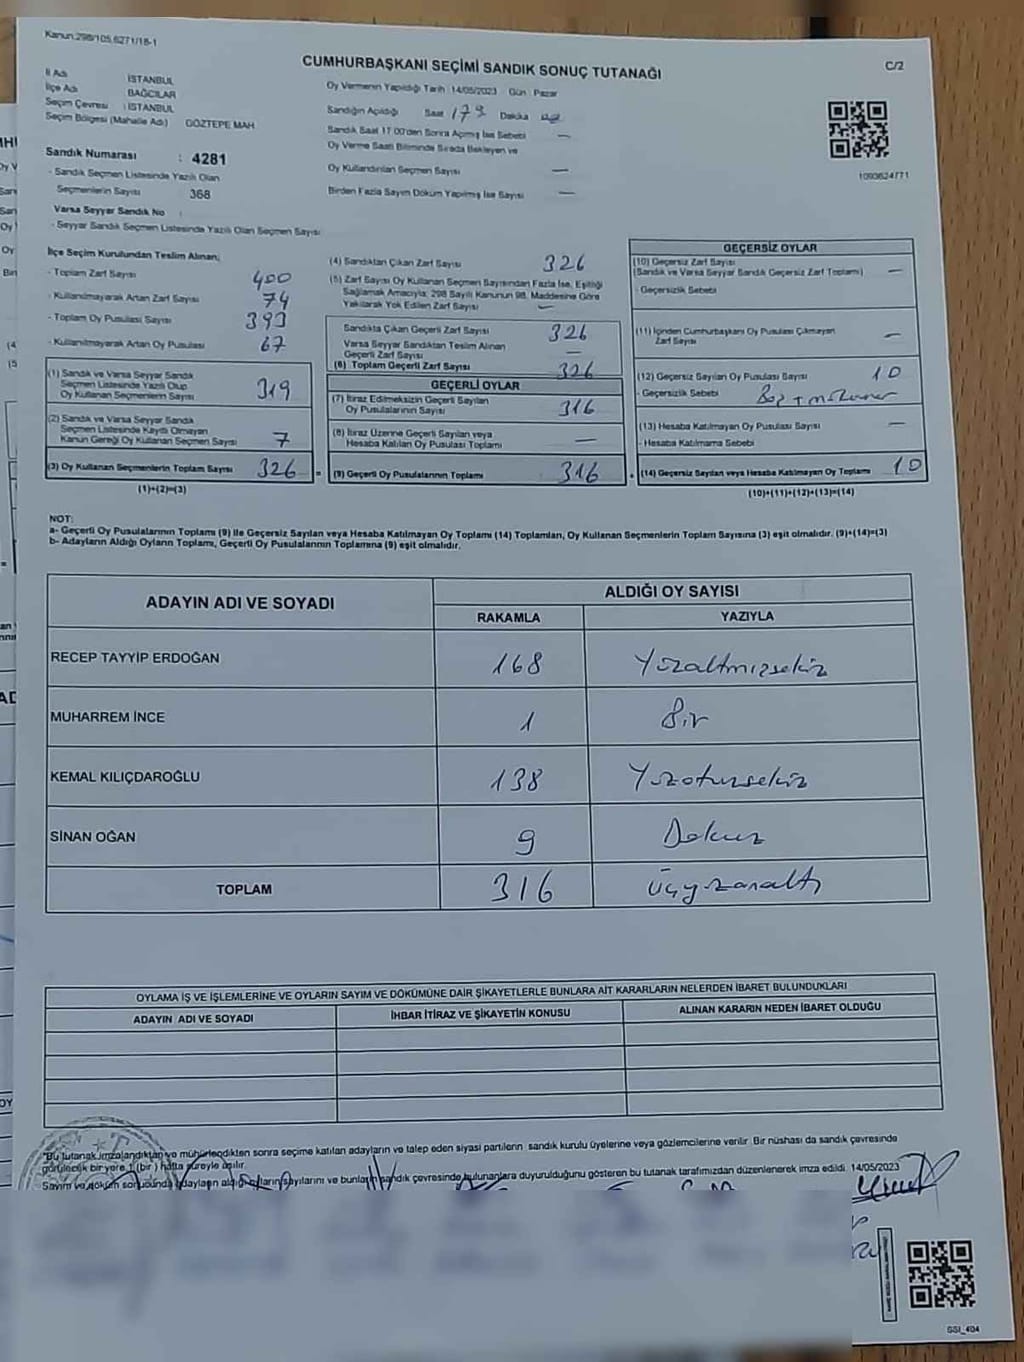 Kanun.298/105,6271/18-1
CUMHURBAŞKANI SEÇİMİ SANDIK SONUÇ TUTANAĞI
C/2
İl Adı İSTANBUL
İlçe Adı BAĞCILAR
Seçim Çevresi : İSTANBUL
Seçim Bölgesi (Mahalle Adı) GÖZTEPE MAH
Oy Vermenin Yapıldığı Tarih 14/05/2023 Gün : Pazar
Sandığın Açıldığı Saat Dakika
Sandık Saat 17.00'den Sonra Açılmış İse Sebebi —
Oy Verme Saati Bitiminde Sırada Bekleyen ve
Oy Kullandırılan Seçmen Sayısı —
Birden Fazla Sayım Döküm Yapılmış İse Sayısı —
1093624771
Sandık Numarası : 4281
- Sandık Seçmen Listesinde Yazılı Olan
Seçmenlerin Sayısı 368
Varsa Seyyar Sandık No
- Seyyar Sandık Seçmen Listesinde Yazılı Olan Seçmen Sayısı
İlçe Seçim Kurulundan Teslim Alınan;
- Toplam Zarf Sayısı 400
- Kullanılmayarak Artan Zarf Sayısı 74
- Toplam Oy Pusulası Sayısı 393
- Kullanılmayarak Artan Oy Pusulası 67
(1) Sandık ve Varsa Seyyar Sandık
Seçmen Listesinde Yazılı Olup
Oy Kullanan Seçmenlerin Sayısı 319
(2) Sandık ve Varsa Seyyar Sandık
Seçmen Listesinde Kayıtlı Olmayan
Kanun Gereği Oy Kullanan Seçmen Sayısı 7
(3) Oy Kullanan Seçmenlerin Toplam Sayısı 326 =
(1)+(2)=(3)
(4) Sandıktan Çıkan Zarf Sayısı 326
(5) Zarf Sayısı Oy Kullanan Seçmen Sayısından Fazla İse, Eşitliği
Sağlamak Amacıyla; 298 Sayılı Kanunun 98. Maddesine Göre
Yakılarak Yok Edilen Zarf Sayısı —
Sandıkta Çıkan Geçerli Zarf Sayısı 326
Varsa Seyyar Sandıktan Teslim Alınan
Geçerli Zarf Sayısı —
(6) Toplam Geçerli Zarf Sayısı 326
GEÇERLİ OYLAR
(7) İtiraz Edilmeksizin Geçerli Sayılan
Oy Pusulalarının Sayısı 316
(8) İtiraz Üzerine Geçerli Sayılan veya
Hesaba Katılan Oy Pusulası Toplamı —
(9) Geçerli Oy Pusulalarının Toplamı 316 +
GEÇERSİZ OYLAR
(10) Geçersiz Zarf Sayısı
(Sandık ve Varsa Seyyar Sandık Geçersiz Zarf Toplamı) —
- Geçersizlik Sebebi
(11) İçinden Cumhurbaşkanı Oy Pusulası Çıkmayan
Zarf Sayısı —
(12) Geçersiz Sayılan Oy Pusulası Sayısı 10
- Geçersizlik Sebebi
(13) Hesaba Katılmayan Oy Pusulası Sayısı —
- Hesaba Katılmama Sebebi
(14) Geçersiz Sayılan veya Hesaba Katılmayan Oy Toplamı 10
(10)+(11)+(12)+(13)=(14)
NOT:
a- Geçerli Oy Pusulalarının Toplamı (9) ile Geçersiz Sayılan veya Hesaba Katılmayan Oy Toplamı (14) Toplamları, Oy Kullanan Seçmenlerin Toplam Sayısına (3) eşit olmalıdır. (9)+(14)=(3)
b- Adayların Aldığı Oyların Toplamı, Geçerli Oy Pusulalarının Toplamına (9) eşit olmalıdır.
ADAYIN ADI VE SOYADI
ALDIĞI OY SAYISI
RAKAMLA YAZIYLA
RECEP TAYYİP ERDOĞAN 168 Yüzaltmışsekiz
MUHARREM İNCE 1 Bir
KEMAL KILIÇDAROĞLU 138 Yüzotuzsekiz
SİNAN OĞAN 9 Dokuz
TOPLAM 316 Üçyüzonaltı
OYLAMA İŞ VE İŞLEMLERİNE VE OYLARIN SAYIM VE DÖKÜMÜNE DAİR ŞİKAYETLERLE BUNLARA AİT KARARLARIN NELERDEN İBARET BULUNDUKLARI
ADAYIN ADI VE SOYADI İHBAR İTİRAZ VE ŞİKAYETİN KONUSU ALINAN KARARIN NEDEN İBARET OLDUĞU
*Bu tutanak imzalandıktan ve mühürlendikten sonra seçime katılan adayların ve talep eden siyasi partilerin sandık kurulu üyelerine veya gözlemcilerine verilir. Bir nüshası da sandık çevresinde
görülecek bir yere 1 (bir) hafta süreyle asılır.
Sayım ve döküm sonucunda adayların aldığı oyların sayılarını ve bunların sandık çevresinde bulunanlara duyurulduğunu gösteren bu tutanak tarafımızdan düzenlenerek imza edildi. 14/05/2023
GSI_404